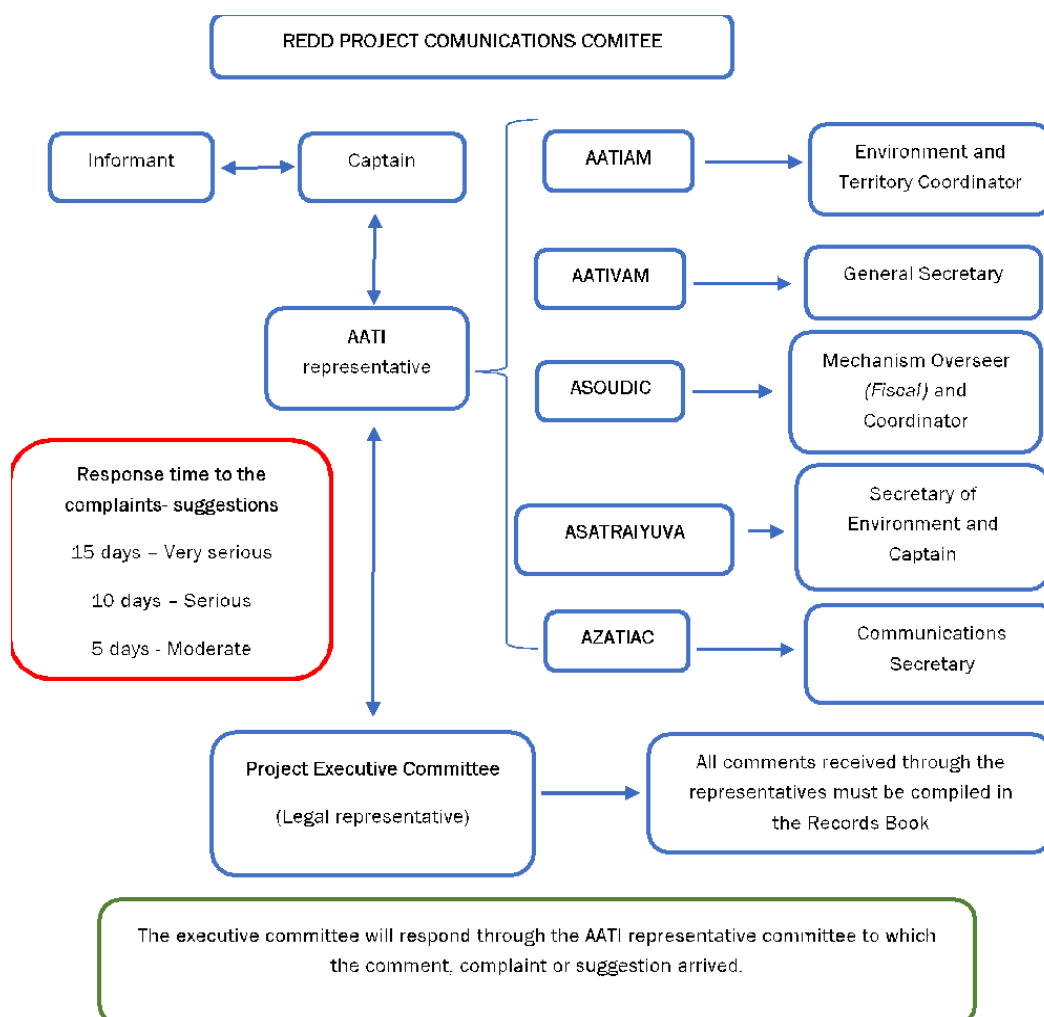 REDD PROJECT COMUNICATIONS COMITEE
Informant
Captain
AATI
representative
AATIAM
Environment and
Territory Coordinator
AATIVAM
General Secretary
ASOUDIC
Mechanism Overseer
(Fiscal) and
Coordinator
ASATRAIYUVA
Secretary of
Environment and
Captain
AZATIAC
Communications
Secretary
Response time to the
complaints- suggestions
15 days – Very serious
10 days – Serious
5 days - Moderate
Project Executive Committee
(Legal representative)
All comments received through the
representatives must be compiled in
the Records Book
The executive committee will respond through the AATI representative committee to which
the comment, complaint or suggestion arrived.